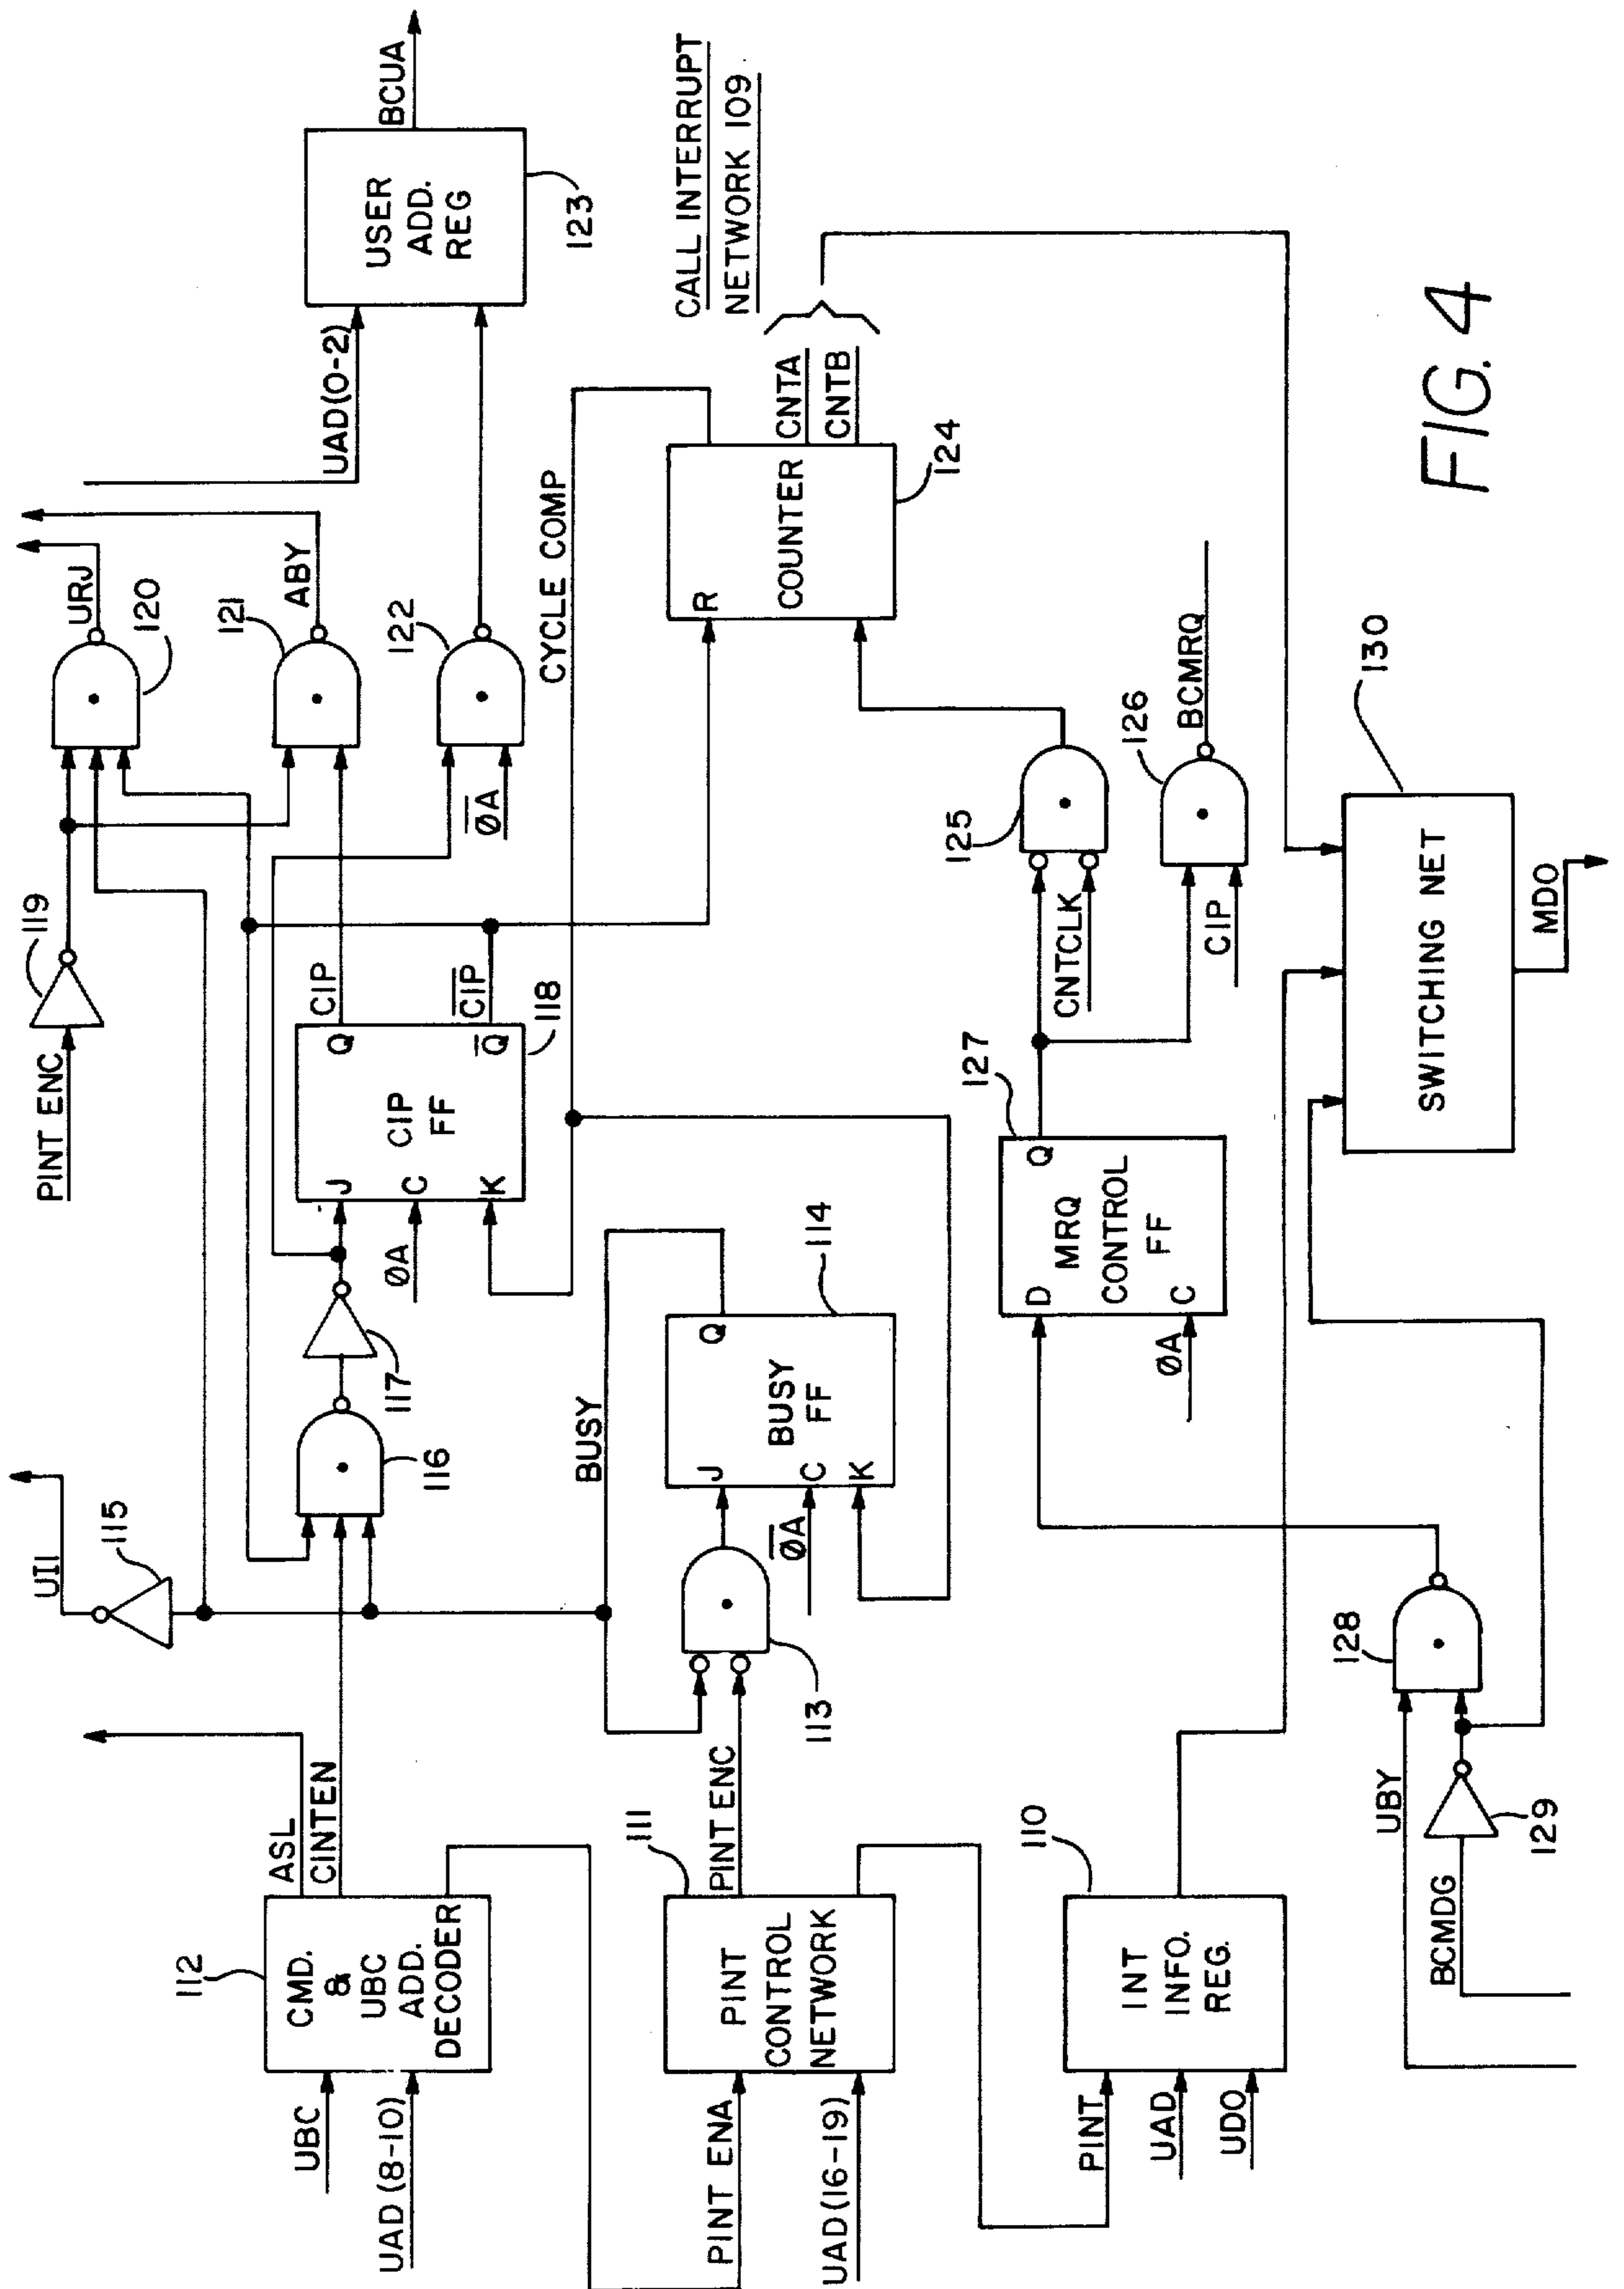 UBC
UAD (8-10)
112
CMD.
&
UBC
ADD.
DECODER
ASL
CINTEN
UII
115
116
117
PINT ENC
119
J
C
K
ØA
CIP
FF
Q
Q̅
118
CIP
C̅I̅P̅
URJ
120
121
ABY
122
Ø̅A̅
UAD(0-2)
USER
ADD.
REG
123
BCUA
PINT ENA
UAD(16-19)
111
PINT
CONTROL
NETWORK
PINT ENC
113
BUSY
Ø̅A̅
J
C
K
BUSY
FF
Q
114
CYCLE COMP
R
COUNTER
124
CNTA
CNTB
CALL INTERRUPT
NETWORK 109
PINT
UAD
UDO
110
INT
INFO.
REG.
ØA
D
C
MRQ
CONTROL
FF
Q
127
CNTCLK
125
CIP
126
BCMRQ
UBY
BCMDG
128
129
SWITCHING NET
130
MDO
FIG. 4